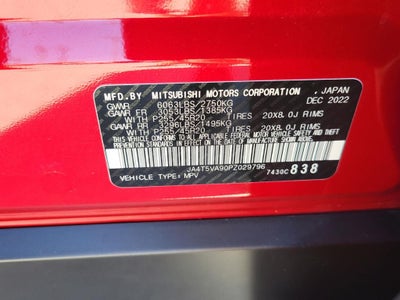 MFD.BY MITSUBISHI MOTORS CORPORATION , JAPAN
GVWR 6063LBS/2750KG DEC 2022
GAWR FR 3053LBS/1385KG
WITH P255/45R20 TIRES, 20X8.0J RIMS
GAWR RR 3296LBS/1495KG
WITH P255/45R20 TIRES, 20X8.0J RIMS
JA4T5VA90PZ029796
VEHICLE TYPE:MPV 7430C 838